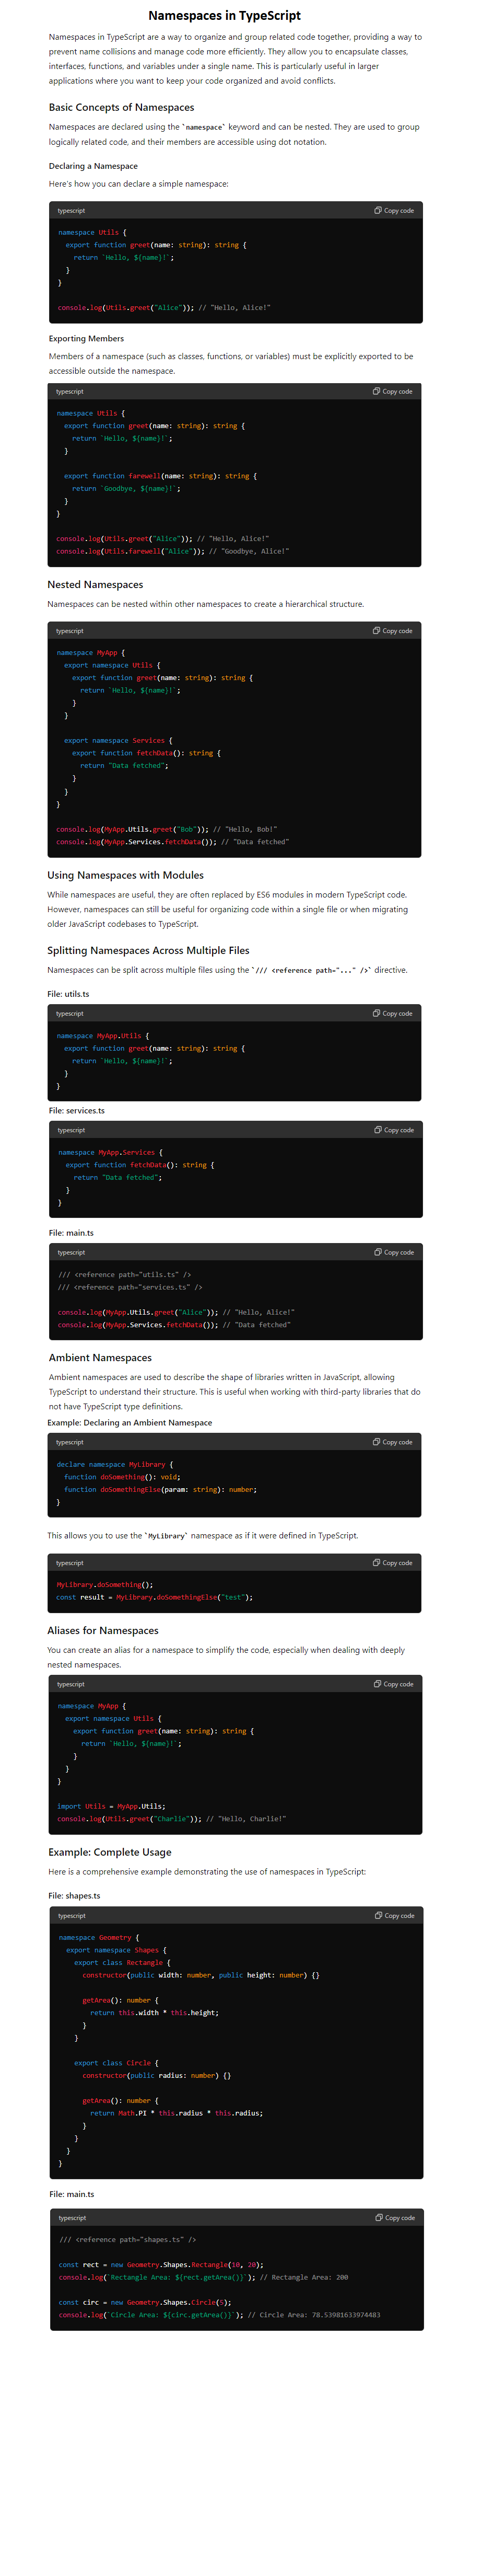 Namespaces in TypeScript
Namespaces in TypeScript are a way to organize and group related code together, providing a way to
prevent name collisions and manage code more efficiently. They allow you to encapsulate classes,
interfaces, functions, and variables under a single name. This is particularly useful in larger
applications where you want to keep your code organized and avoid conflicts.
Basic Concepts of Namespaces
Namespaces are declared using the `namespace` keyword and can be nested. They are used to group
logically related code, and their members are accessible using dot notation.
Declaring a Namespace
Here's how you can declare a simple namespace:
typescript Copy code
namespace Utils {
  export function greet(name: string): string {
    return `Hello, ${name}!`;
  }
}
console.log(Utils.greet("Alice")); // "Hello, Alice!"
Exporting Members
Members of a namespace (such as classes, functions, or variables) must be explicitly exported to be
accessible outside the namespace.
typescript Copy code
namespace Utils {
  export function greet(name: string): string {
    return `Hello, ${name}!`;
  }
  export function farewell(name: string): string {
    return `Goodbye, ${name}!`;
  }
}
console.log(Utils.greet("Alice")); // "Hello, Alice!"
console.log(Utils.farewell("Alice")); // "Goodbye, Alice!"
Nested Namespaces
Namespaces can be nested within other namespaces to create a hierarchical structure.
typescript Copy code
namespace MyApp {
  export namespace Utils {
    export function greet(name: string): string {
      return `Hello, ${name}!`;
    }
  }
  export namespace Services {
    export function fetchData(): string {
      return "Data fetched";
    }
  }
}
console.log(MyApp.Utils.greet("Bob")); // "Hello, Bob!"
console.log(MyApp.Services.fetchData()); // "Data fetched"
Using Namespaces with Modules
While namespaces are useful, they are often replaced by ES6 modules in modern TypeScript code.
However, namespaces can still be useful for organizing code within a single file or when migrating
older JavaScript codebases to TypeScript.
Splitting Namespaces Across Multiple Files
Namespaces can be split across multiple files using the `/// <reference path="..." />` directive.
File: utils.ts
typescript Copy code
namespace MyApp.Utils {
  export function greet(name: string): string {
    return `Hello, ${name}!`;
  }
}
File: services.ts
typescript Copy code
namespace MyApp.Services {
  export function fetchData(): string {
    return "Data fetched";
  }
}
File: main.ts
typescript Copy code
/// <reference path="utils.ts" />
/// <reference path="services.ts" />
console.log(MyApp.Utils.greet("Alice")); // "Hello, Alice!"
console.log(MyApp.Services.fetchData()); // "Data fetched"
Ambient Namespaces
Ambient namespaces are used to describe the shape of libraries written in JavaScript, allowing
TypeScript to understand their structure. This is useful when working with third-party libraries that do
not have TypeScript type definitions.
Example: Declaring an Ambient Namespace
typescript Copy code
declare namespace MyLibrary {
  function doSomething(): void;
  function doSomethingElse(param: string): number;
}
This allows you to use the `MyLibrary` namespace as if it were defined in TypeScript.
typescript Copy code
MyLibrary.doSomething();
const result = MyLibrary.doSomethingElse("test");
Aliases for Namespaces
You can create an alias for a namespace to simplify the code, especially when dealing with deeply
nested namespaces.
typescript Copy code
namespace MyApp {
  export namespace Utils {
    export function greet(name: string): string {
      return `Hello, ${name}!`;
    }
  }
}
import Utils = MyApp.Utils;
console.log(Utils.greet("Charlie")); // "Hello, Charlie!"
Example: Complete Usage
Here is a comprehensive example demonstrating the use of namespaces in TypeScript:
File: shapes.ts
typescript Copy code
namespace Geometry {
  export namespace Shapes {
    export class Rectangle {
      constructor(public width: number, public height: number) {}
      getArea(): number {
        return this.width * this.height;
      }
    }
    export class Circle {
      constructor(public radius: number) {}
      getArea(): number {
        return Math.PI * this.radius * this.radius;
      }
    }
  }
}
File: main.ts
typescript Copy code
/// <reference path="shapes.ts" />
const rect = new Geometry.Shapes.Rectangle(10, 20);
console.log(`Rectangle Area: ${rect.getArea()}`); // Rectangle Area: 200
const circ = new Geometry.Shapes.Circle(5);
console.log(`Circle Area: ${circ.getArea()}`); // Circle Area: 78.53981633974483